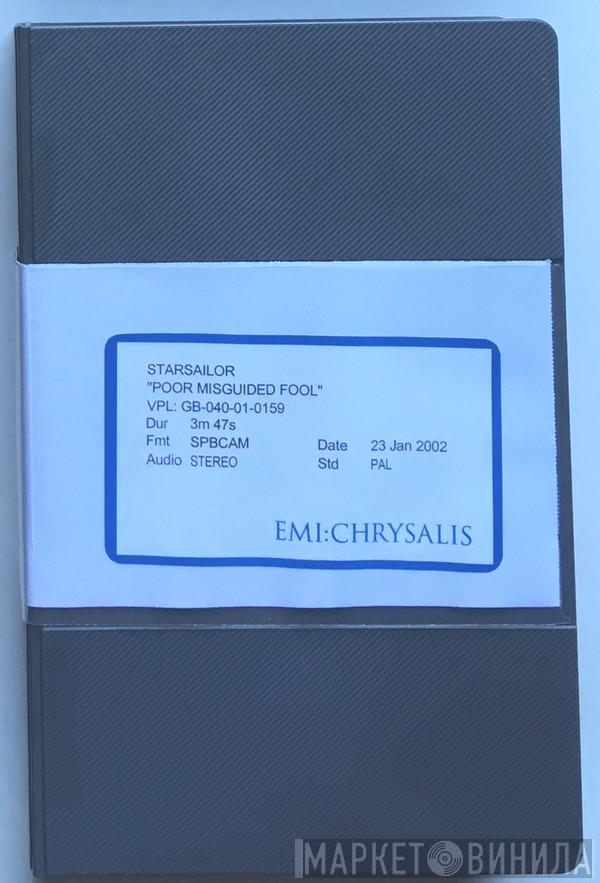 STARSAILOR
"POOR MISGUIDED FOOL"
VPL: GB-040-01-0159
Dur 3m 47s
Fmt SPBCAM Date 23 Jan 2002
Audio STEREO Std PAL
EMI:CHRYSALIS
МАРКЕТ ВИНИЛА